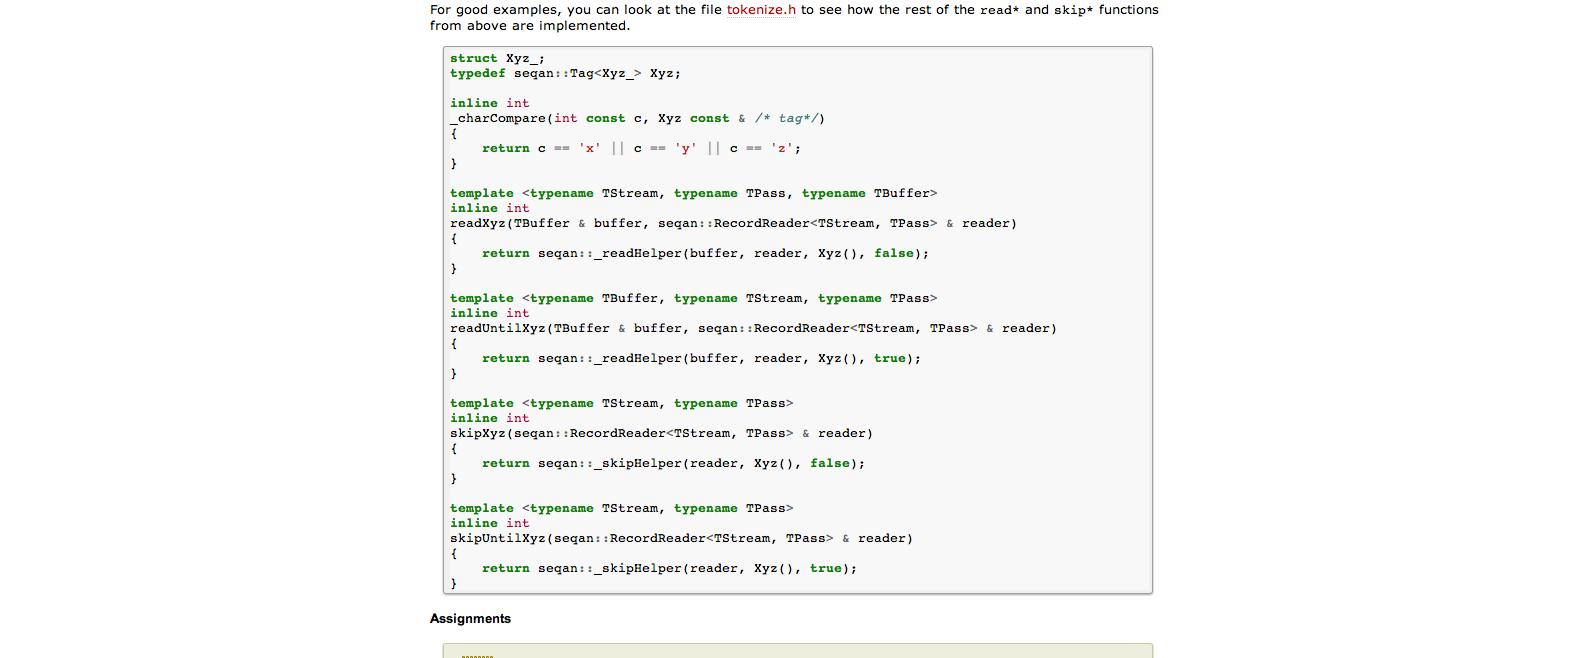 For good examples, you can look at the file tokenize.h to see how the rest of the read* and skip* functions
from above are implemented.
struct Xyz_;
typedef seqan::Tag<Xyz_> Xyz;
inline int
_charCompare(int const c, Xyz const & /* tag*/)
{
    return c == 'x' || c == 'y' || c == 'z';
}
template <typename TStream, typename TPass, typename TBuffer>
inline int
readXyz(TBuffer & buffer, seqan::RecordReader<TStream, TPass> & reader)
{
    return seqan::_readHelper(buffer, reader, Xyz(), false);
}
template <typename TBuffer, typename TStream, typename TPass>
inline int
readUntilXyz(TBuffer & buffer, seqan::RecordReader<TStream, TPass> & reader)
{
    return seqan::_readHelper(buffer, reader, Xyz(), true);
}
template <typename TStream, typename TPass>
inline int
skipXyz(seqan::RecordReader<TStream, TPass> & reader)
{
    return seqan::_skipHelper(reader, Xyz(), false);
}
template <typename TStream, typename TPass>
inline int
skipUntilXyz(seqan::RecordReader<TStream, TPass> & reader)
{
    return seqan::_skipHelper(reader, Xyz(), true);
}
Assignments